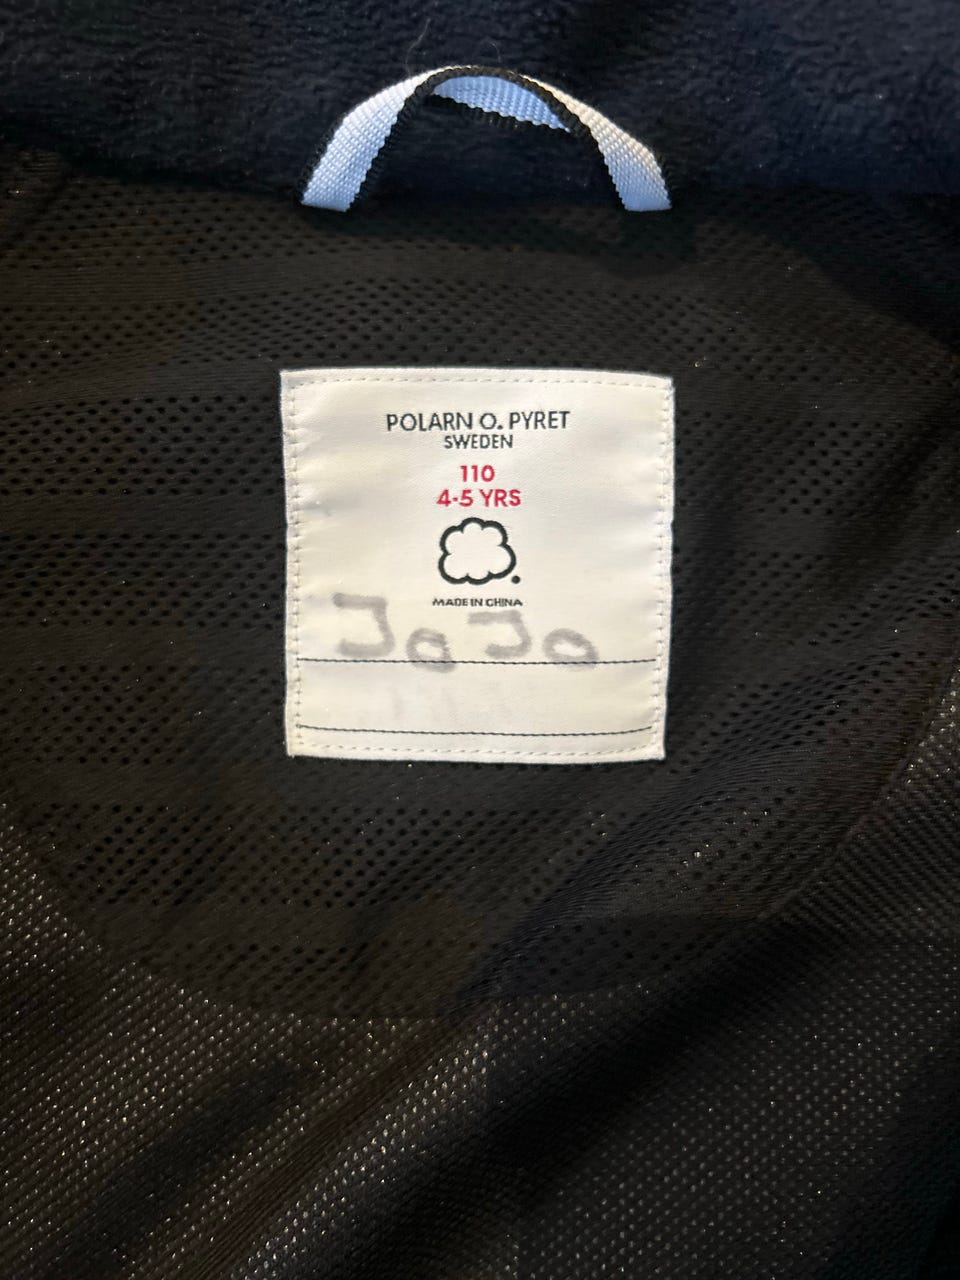 POLARN O. PYRET
SWEDEN
110
4-5 YRS
MADE IN CHINA
JoJo